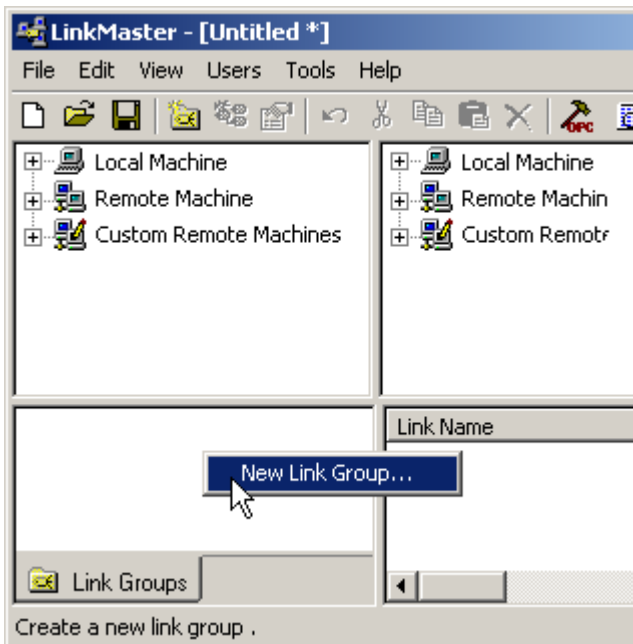 LinkMaster - [Untitled *]
File Edit View Users Tools Help
OPC
Local Machine
Remote Machine
Custom Remote Machines
Local Machine
Remote Machin
Custom Remote
Link Name
New Link Group...
Link Groups
Create a new link group .